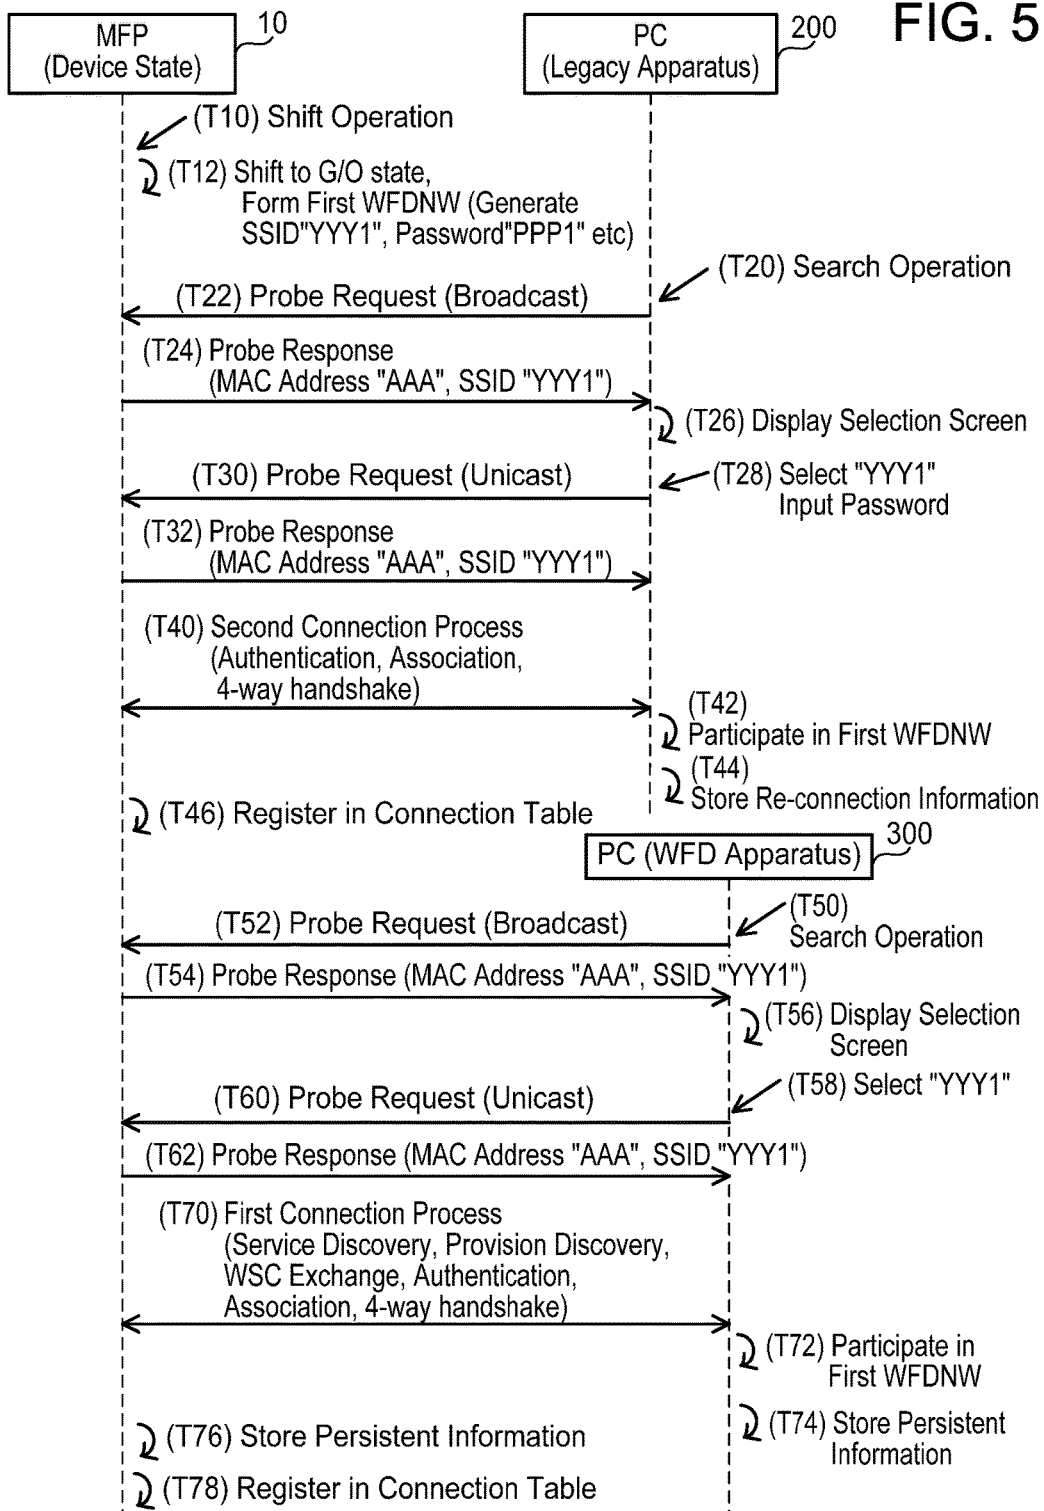 FIG. 5
MFP
(Device State)
10
PC
(Legacy Apparatus)
200
(T10) Shift Operation
(T12) Shift to G/O state,
Form First WFDNW (Generate
SSID"YYY1", Password"PPP1" etc)
(T20) Search Operation
(T22) Probe Request (Broadcast)
(T24) Probe Response
(MAC Address "AAA", SSID "YYY1")
(T26) Display Selection Screen
(T28) Select "YYY1"
Input Password
(T30) Probe Request (Unicast)
(T32) Probe Response
(MAC Address "AAA", SSID "YYY1")
(T40) Second Connection Process
(Authentication, Association,
4-way handshake)
(T42)
Participate in First WFDNW
(T44)
Store Re-connection Information
(T46) Register in Connection Table
PC (WFD Apparatus)
300
(T50)
Search Operation
(T52) Probe Request (Broadcast)
(T54) Probe Response (MAC Address "AAA", SSID "YYY1")
(T56) Display Selection
Screen
(T58) Select "YYY1"
(T60) Probe Request (Unicast)
(T62) Probe Response (MAC Address "AAA", SSID "YYY1")
(T70) First Connection Process
(Service Discovery, Provision Discovery,
WSC Exchange, Authentication,
Association, 4-way handshake)
(T72) Participate in
First WFDNW
(T74) Store Persistent
Information
(T76) Store Persistent Information
(T78) Register in Connection Table